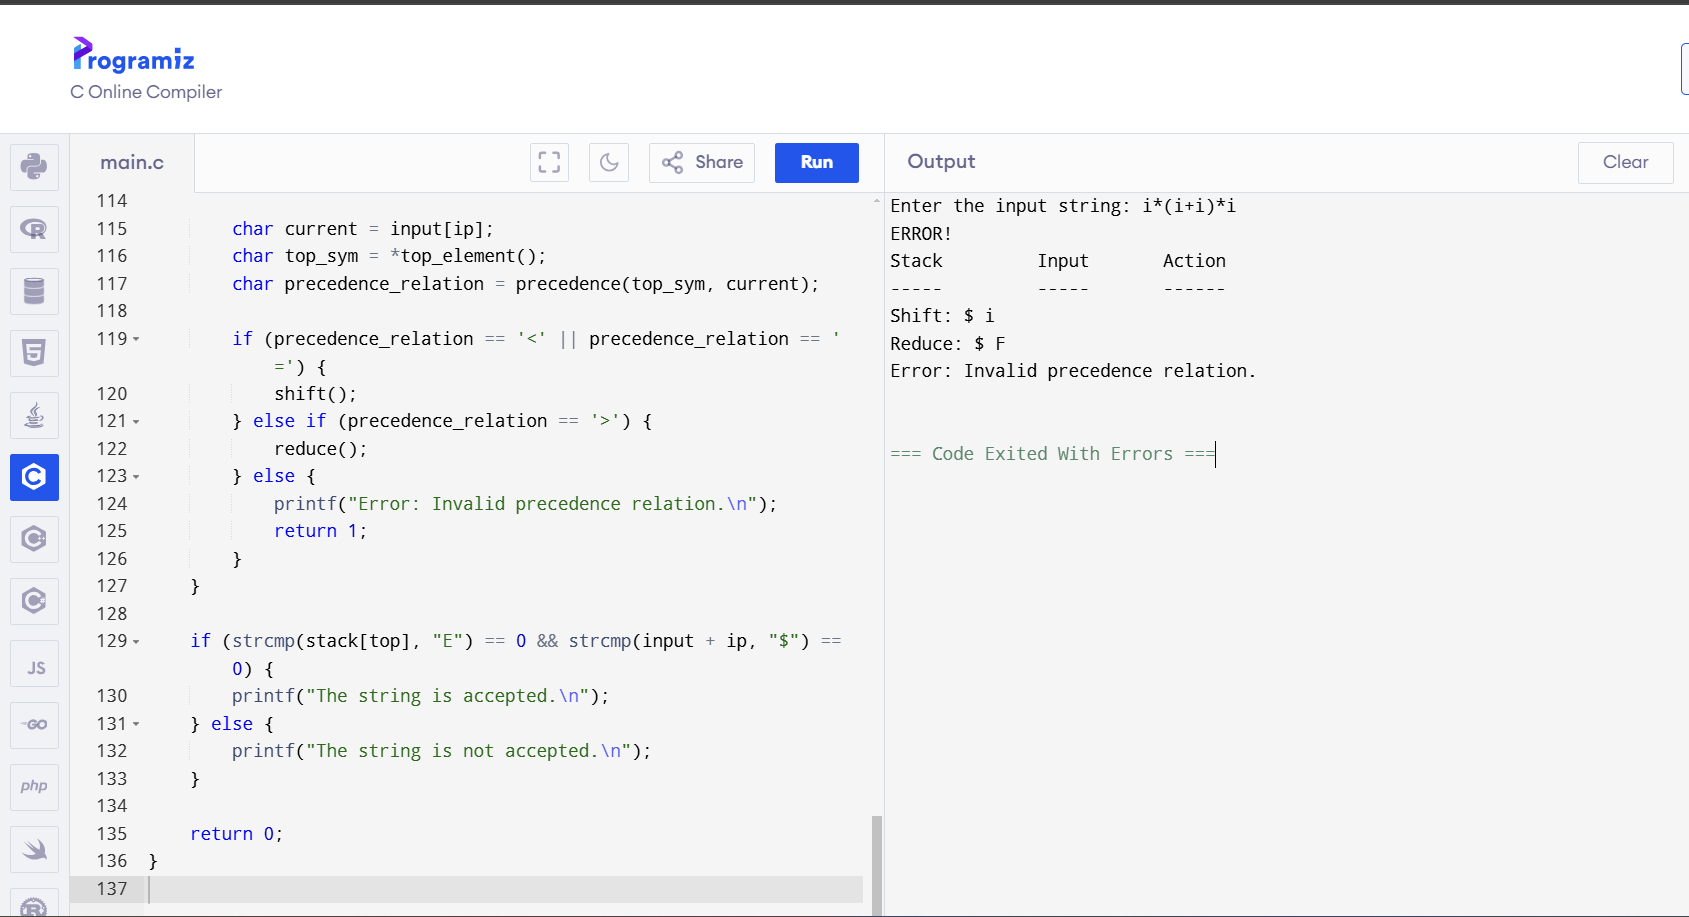 Programiz
C Online Compiler
main.c
Share
Run
Output
Clear
114
115 char current = input[ip];
116 char top_sym = *top_element();
117 char precedence_relation = precedence(top_sym, current);
118
119 if (precedence_relation == '<' || precedence_relation == '
=') {
120 shift();
121 } else if (precedence_relation == '>') {
122 reduce();
123 } else {
124 printf("Error: Invalid precedence relation.\n");
125 return 1;
126 }
127 }
128
129 if (strcmp(stack[top], "E") == 0 && strcmp(input + ip, "$") ==
0) {
130 printf("The string is accepted.\n");
131 } else {
132 printf("The string is not accepted.\n");
133 }
134
135 return 0;
136 }
137
Enter the input string: i*(i+i)*i
ERROR!
Stack Input Action
----- ----- ------
Shift: $ i
Reduce: $ F
Error: Invalid precedence relation.
=== Code Exited With Errors ===
R
5
C
C++
C#
JS
GO
php
R